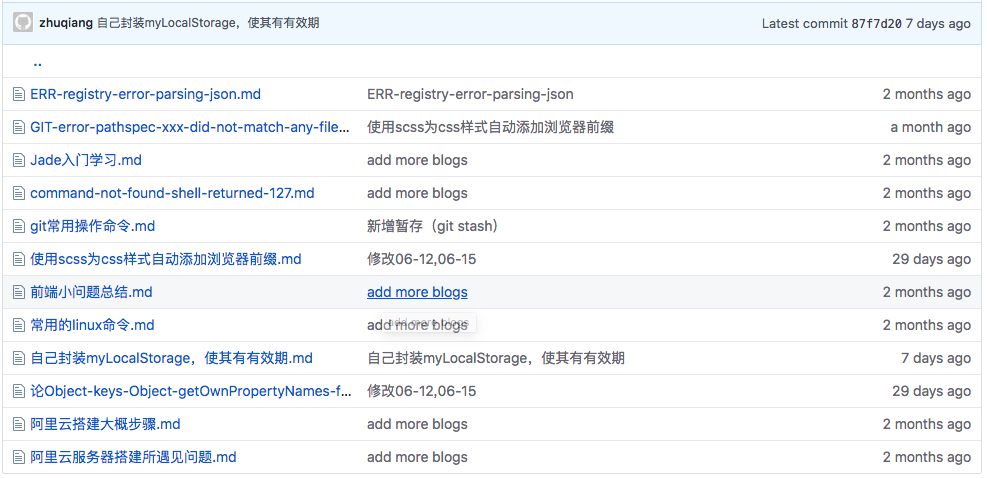 zhuqiang 自己封装myLocalStorage，使其有有效期 Latest commit 87f7d20 7 days ago
..
ERR-registry-error-parsing-json.md ERR-registry-error-parsing-json 2 months ago
GIT-error-pathspec-xxx-did-not-match-any-file... 使用scss为css样式自动添加浏览器前缀 a month ago
Jade入门学习.md add more blogs 2 months ago
command-not-found-shell-returned-127.md add more blogs 2 months ago
git常用操作命令.md 新增暂存（git stash） 2 months ago
使用scss为css样式自动添加浏览器前缀.md 修改06-12,06-15 29 days ago
前端小问题总结.md add more blogs 2 months ago
常用的linux命令.md add more blogs 2 months ago
add more blogs
自己封装myLocalStorage，使其有有效期.md 自己封装myLocalStorage，使其有有效期 7 days ago
论Object-keys-Object-getOwnPropertyNames-f... 修改06-12,06-15 29 days ago
阿里云搭建大概步骤.md add more blogs 2 months ago
阿里云服务器搭建所遇见问题.md add more blogs 2 months ago